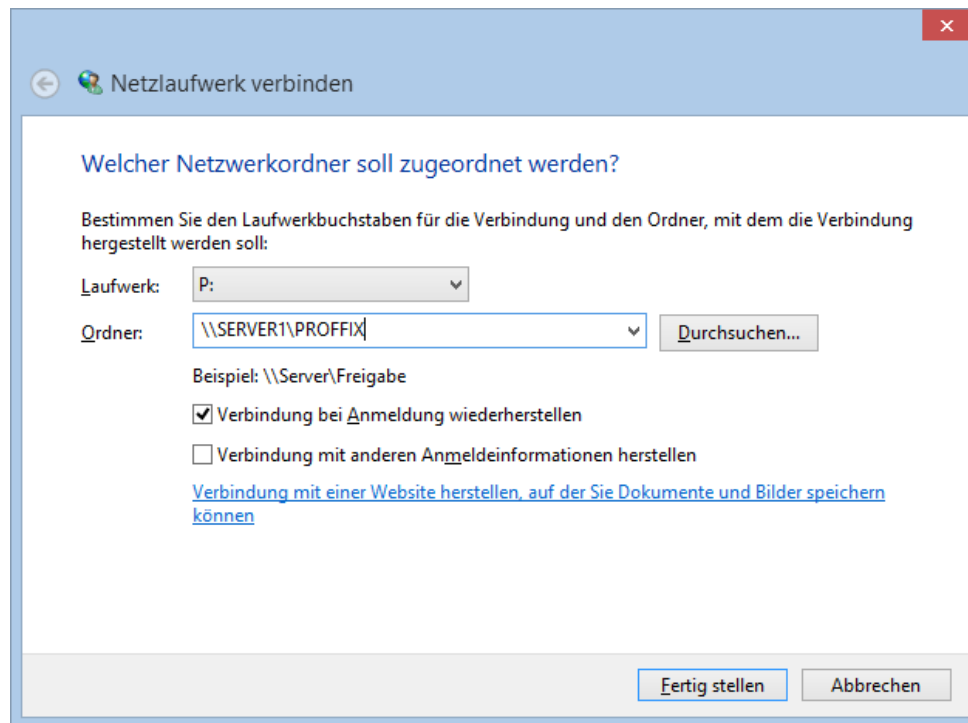 Netzlaufwerk verbinden
Welcher Netzwerkordner soll zugeordnet werden?
Bestimmen Sie den Laufwerkbuchstaben für die Verbindung und den Ordner, mit dem die Verbindung
hergestellt werden soll:
Laufwerk: P:
Ordner: \\SERVER1\PROFFIX Durchsuchen...
Beispiel: \\Server\Freigabe
Verbindung bei Anmeldung wiederherstellen
Verbindung mit anderen Anmeldeinformationen herstellen
Verbindung mit einer Website herstellen, auf der Sie Dokumente und Bilder speichern
können
Fertig stellen Abbrechen